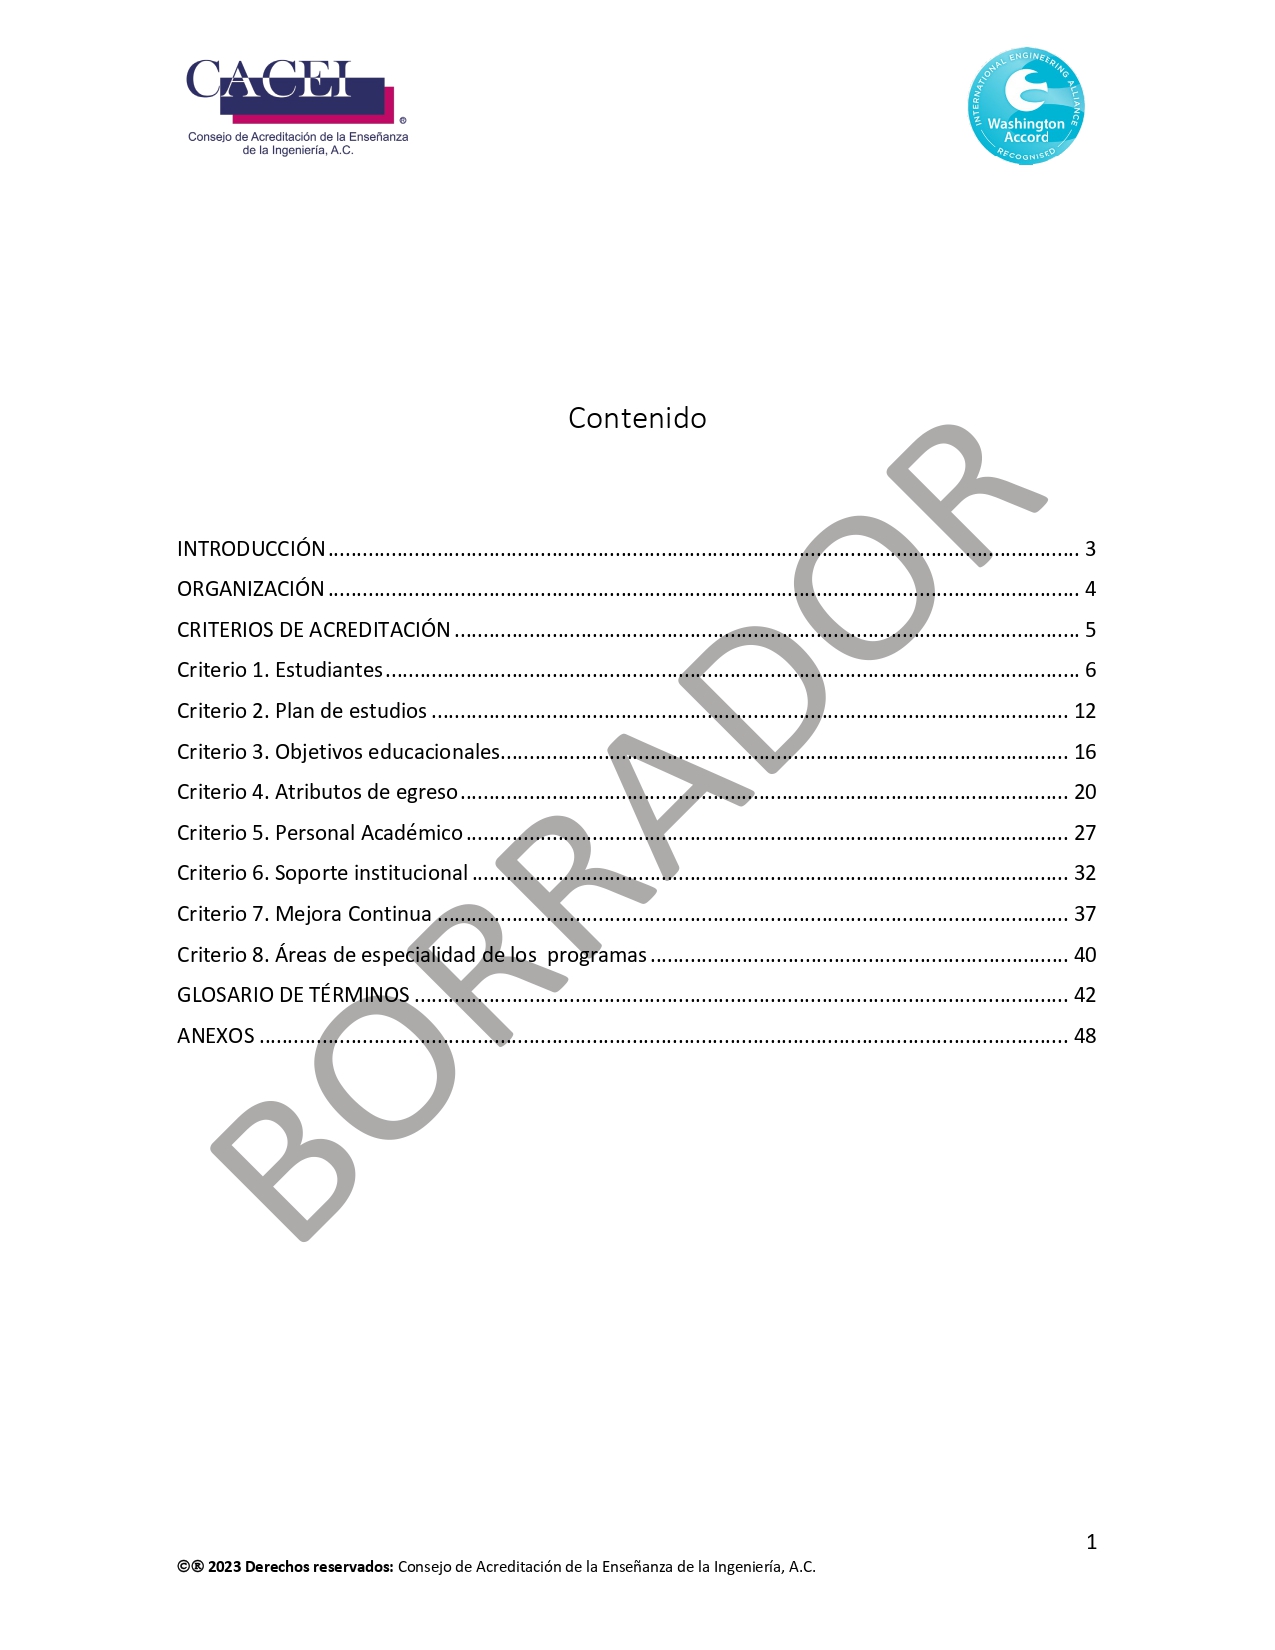 CACEI
®
Consejo de Acreditación de la Enseñanza
de la Ingeniería, A.C.
INTERNATIONAL ENGINEERING ALLIANCE
Washington
Accord
RECOGNISED
Contenido
INTRODUCCIÓN ........ 3
ORGANIZACIÓN ........ 4
CRITERIOS DE ACREDITACIÓN ........ 5
Criterio 1. Estudiantes ........ 6
Criterio 2. Plan de estudios ........ 12
Criterio 3. Objetivos educacionales ........ 16
Criterio 4. Atributos de egreso ........ 20
Criterio 5. Personal Académico ........ 27
Criterio 6. Soporte institucional ........ 32
Criterio 7. Mejora Continua ........ 37
Criterio 8. Áreas de especialidad de los  programas ........ 40
GLOSARIO DE TÉRMINOS ........ 42
ANEXOS ........ 48
BORRADOR
1
©® 2023 Derechos reservados: Consejo de Acreditación de la Enseñanza de la Ingeniería, A.C.